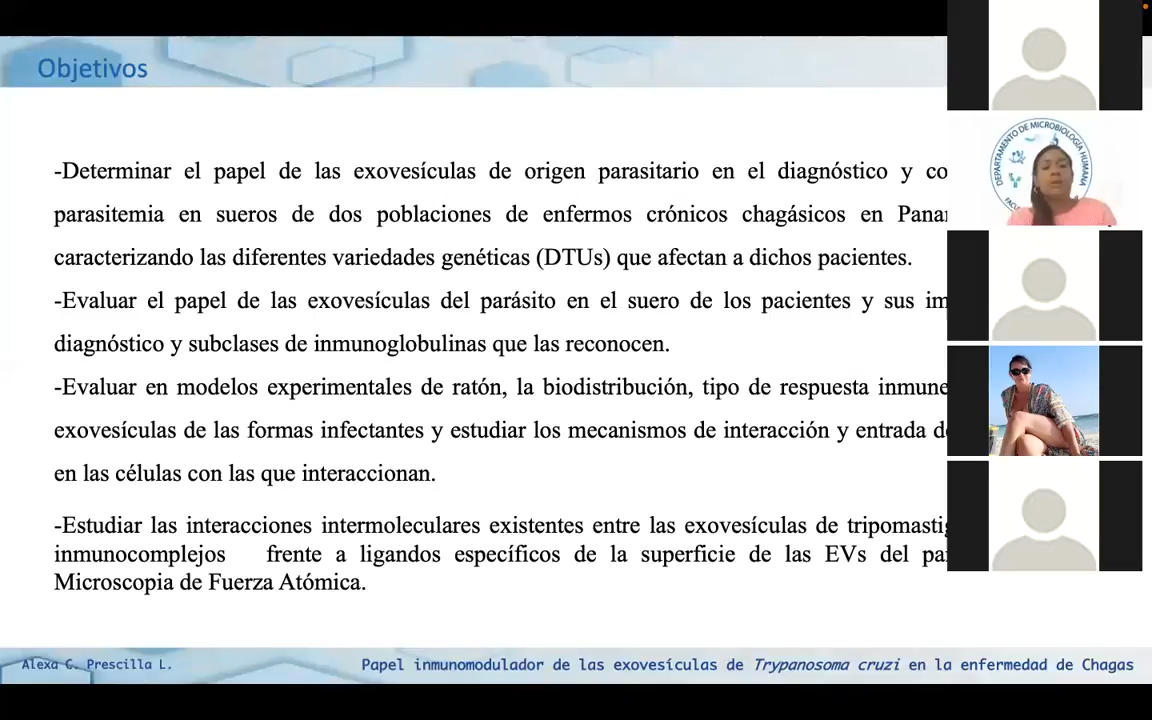 Objetivos
-Determinar el papel de las exovesículas de origen parasitario en el diagnóstico y
parasitemia en sueros de dos poblaciones de enfermos crónicos chagásicos en
caracterizando las diferentes variedades genéticas (DTUs) que afectan a dichos pacientes.
-Evaluar el papel de las exovesículas del parásito en el suero de los pacientes y sus
diagnóstico y subclases de inmunoglobulinas que las reconocen.
-Evaluar en modelos experimentales de ratón, la biodistribución, tipo de respuesta
exovesículas de las formas infectantes y estudiar los mecanismos de interacción y entrada
en las células con las que interaccionan.
-Estudiar las interacciones intermoleculares existentes entre las exovesículas de
inmunocomplejos frente a ligandos específicos de la superficie de las EVs del
Microscopia de Fuerza Atómica.
Alexa C. Prescilla L.
Papel inmunomodulador de las exovesículas de Trypanosoma cruzi en la enfermedad de Chagas
DEPARTAMENTO DE MICROBIOLOGÍA HUMANA